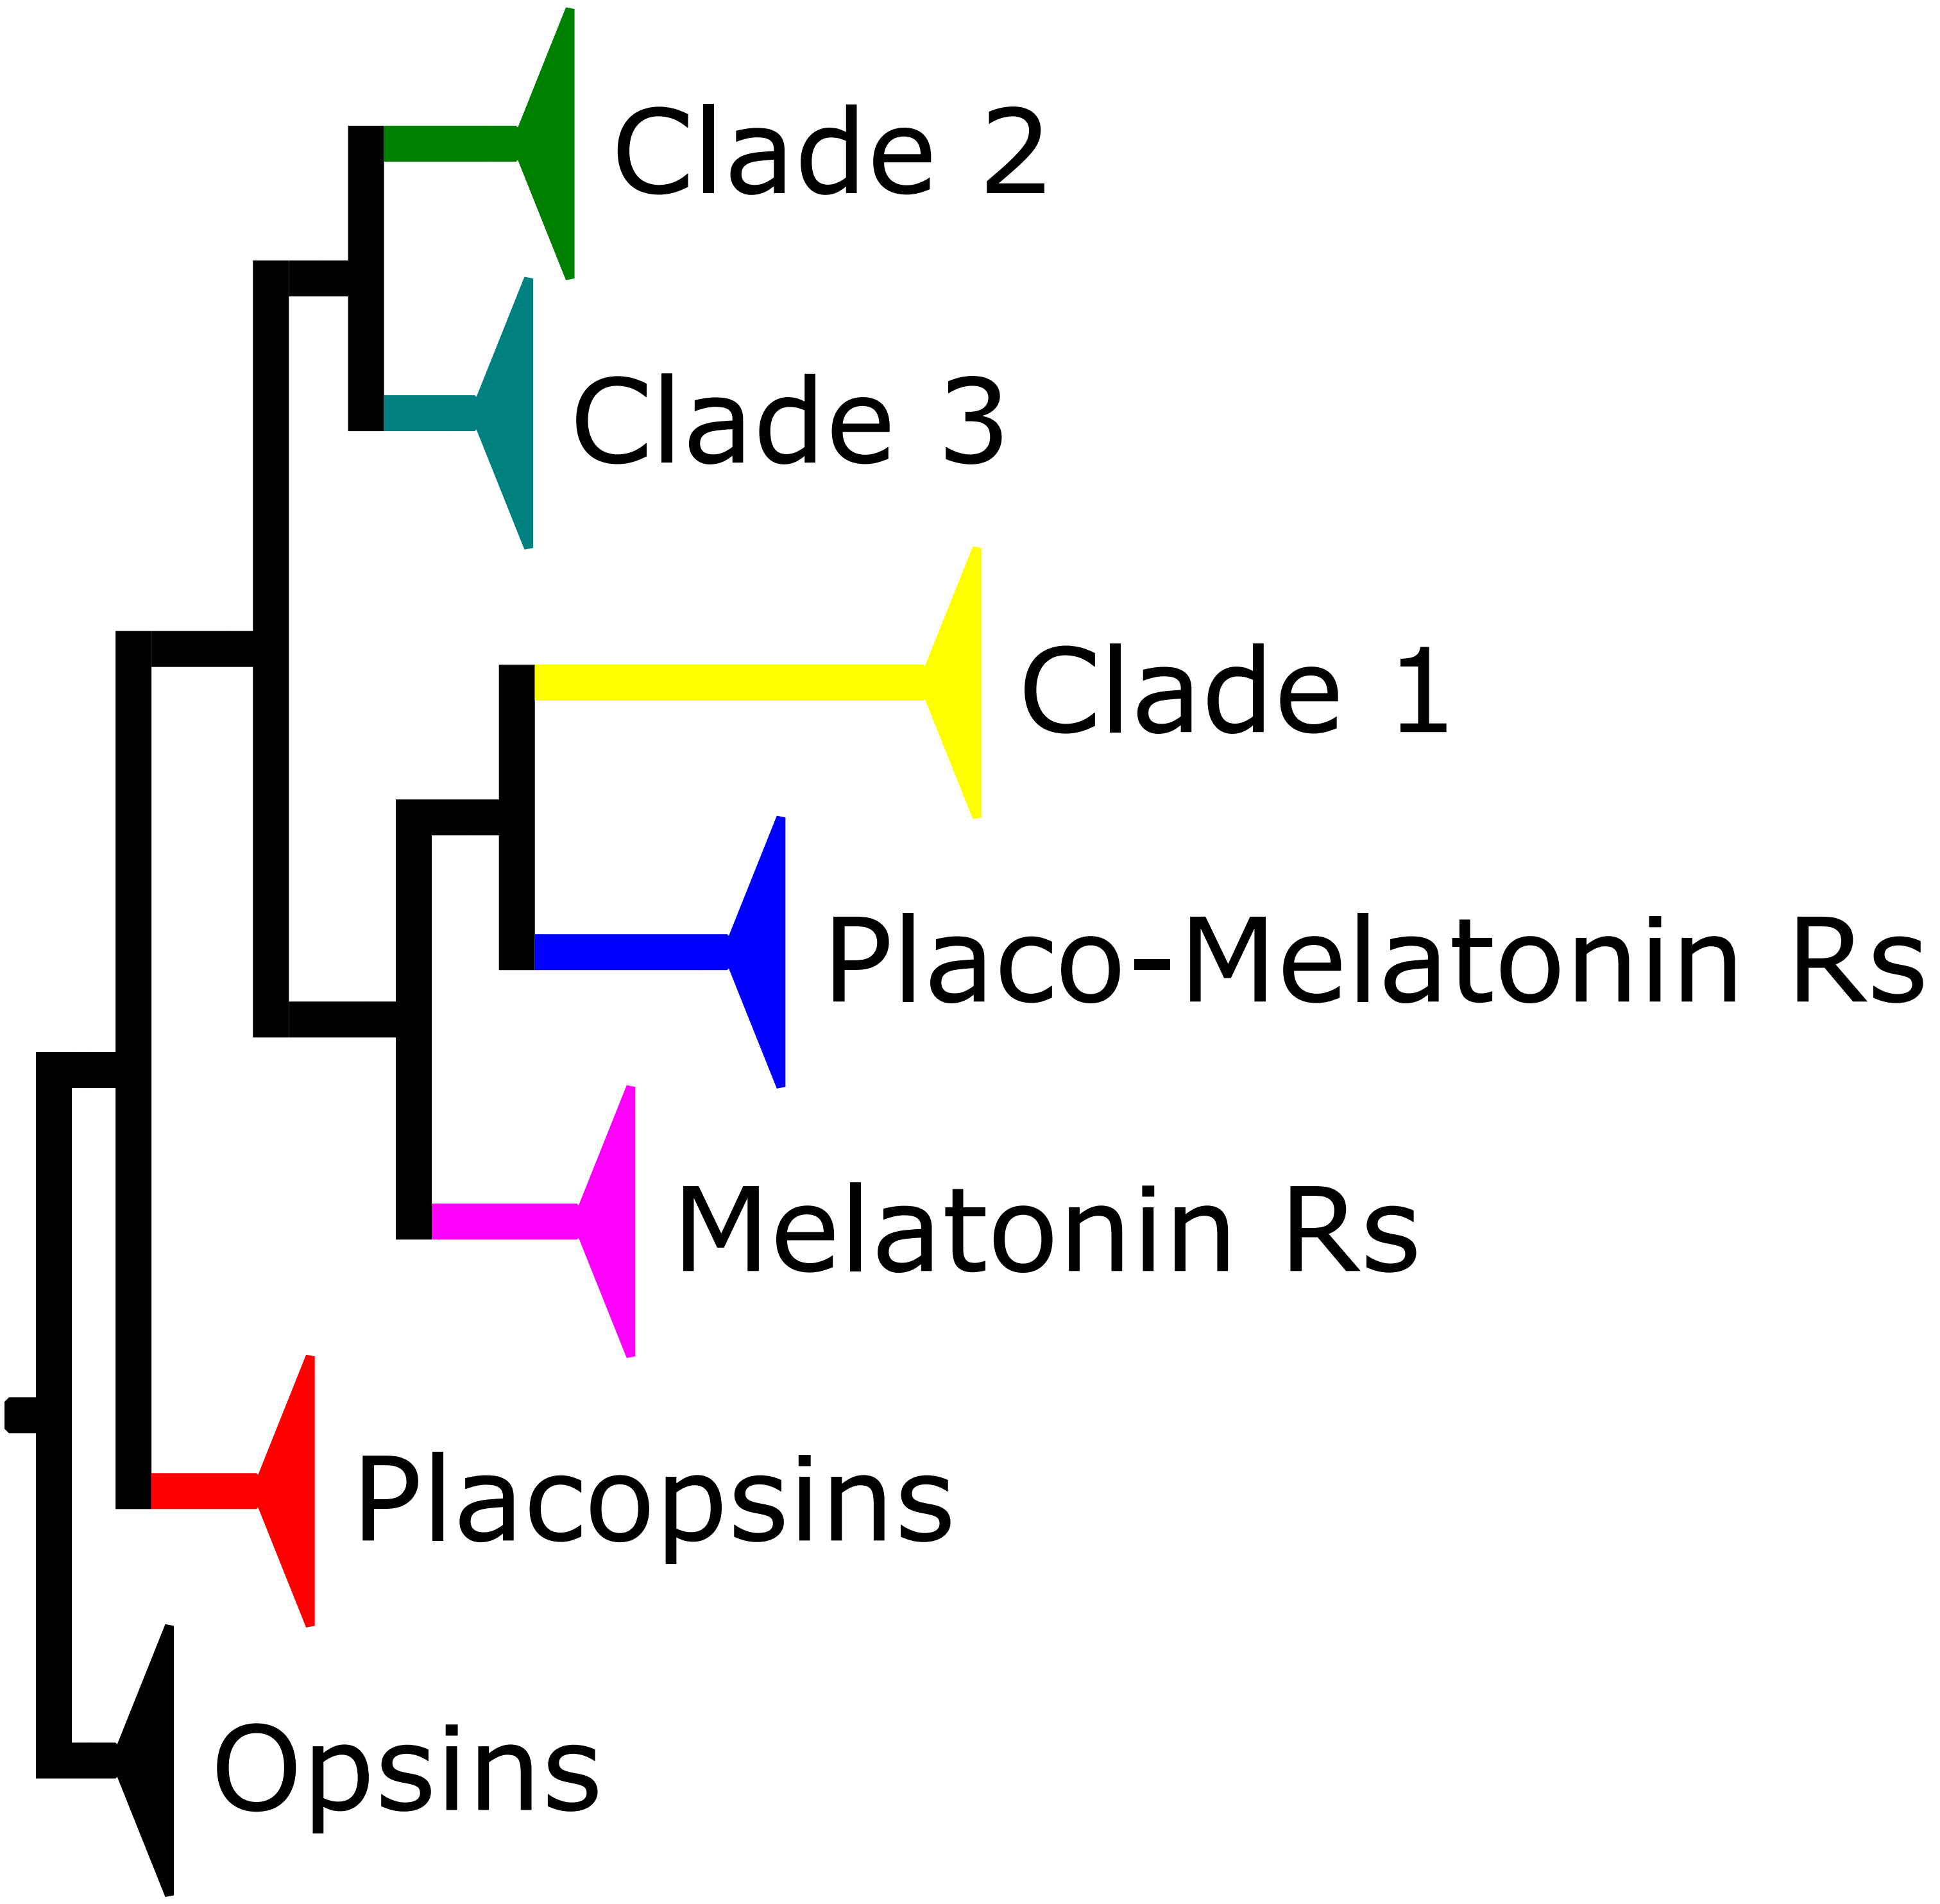 Clade 2
Clade 3
Clade 1
Placo-Melatonin Rs
Melatonin Rs
Placopsins
Opsins